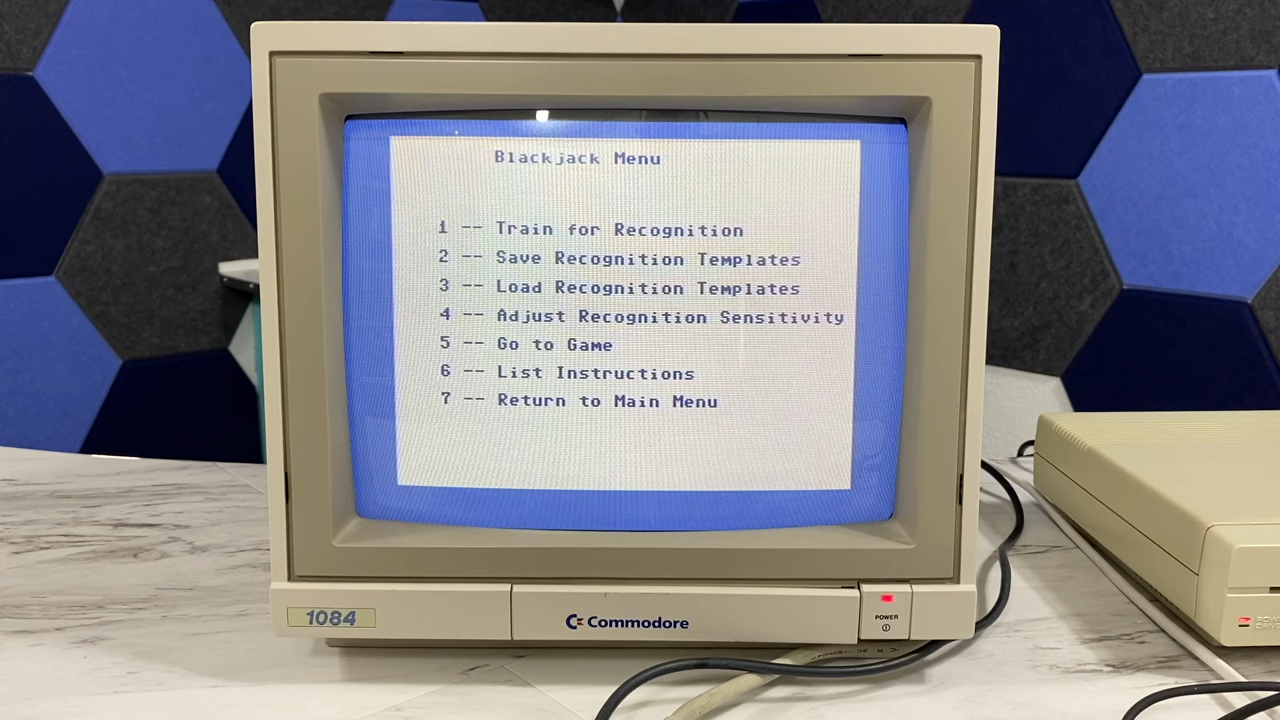 Blackjack Menu
1 -- Train for Recognition
2 -- Save Recognition Templates
3 -- Load Recognition Templates
4 -- Adjust Recognition Sensitivity
5 -- Go to Game
6 -- List Instructions
7 -- Return to Main Menu
1084
Commodore
POWER